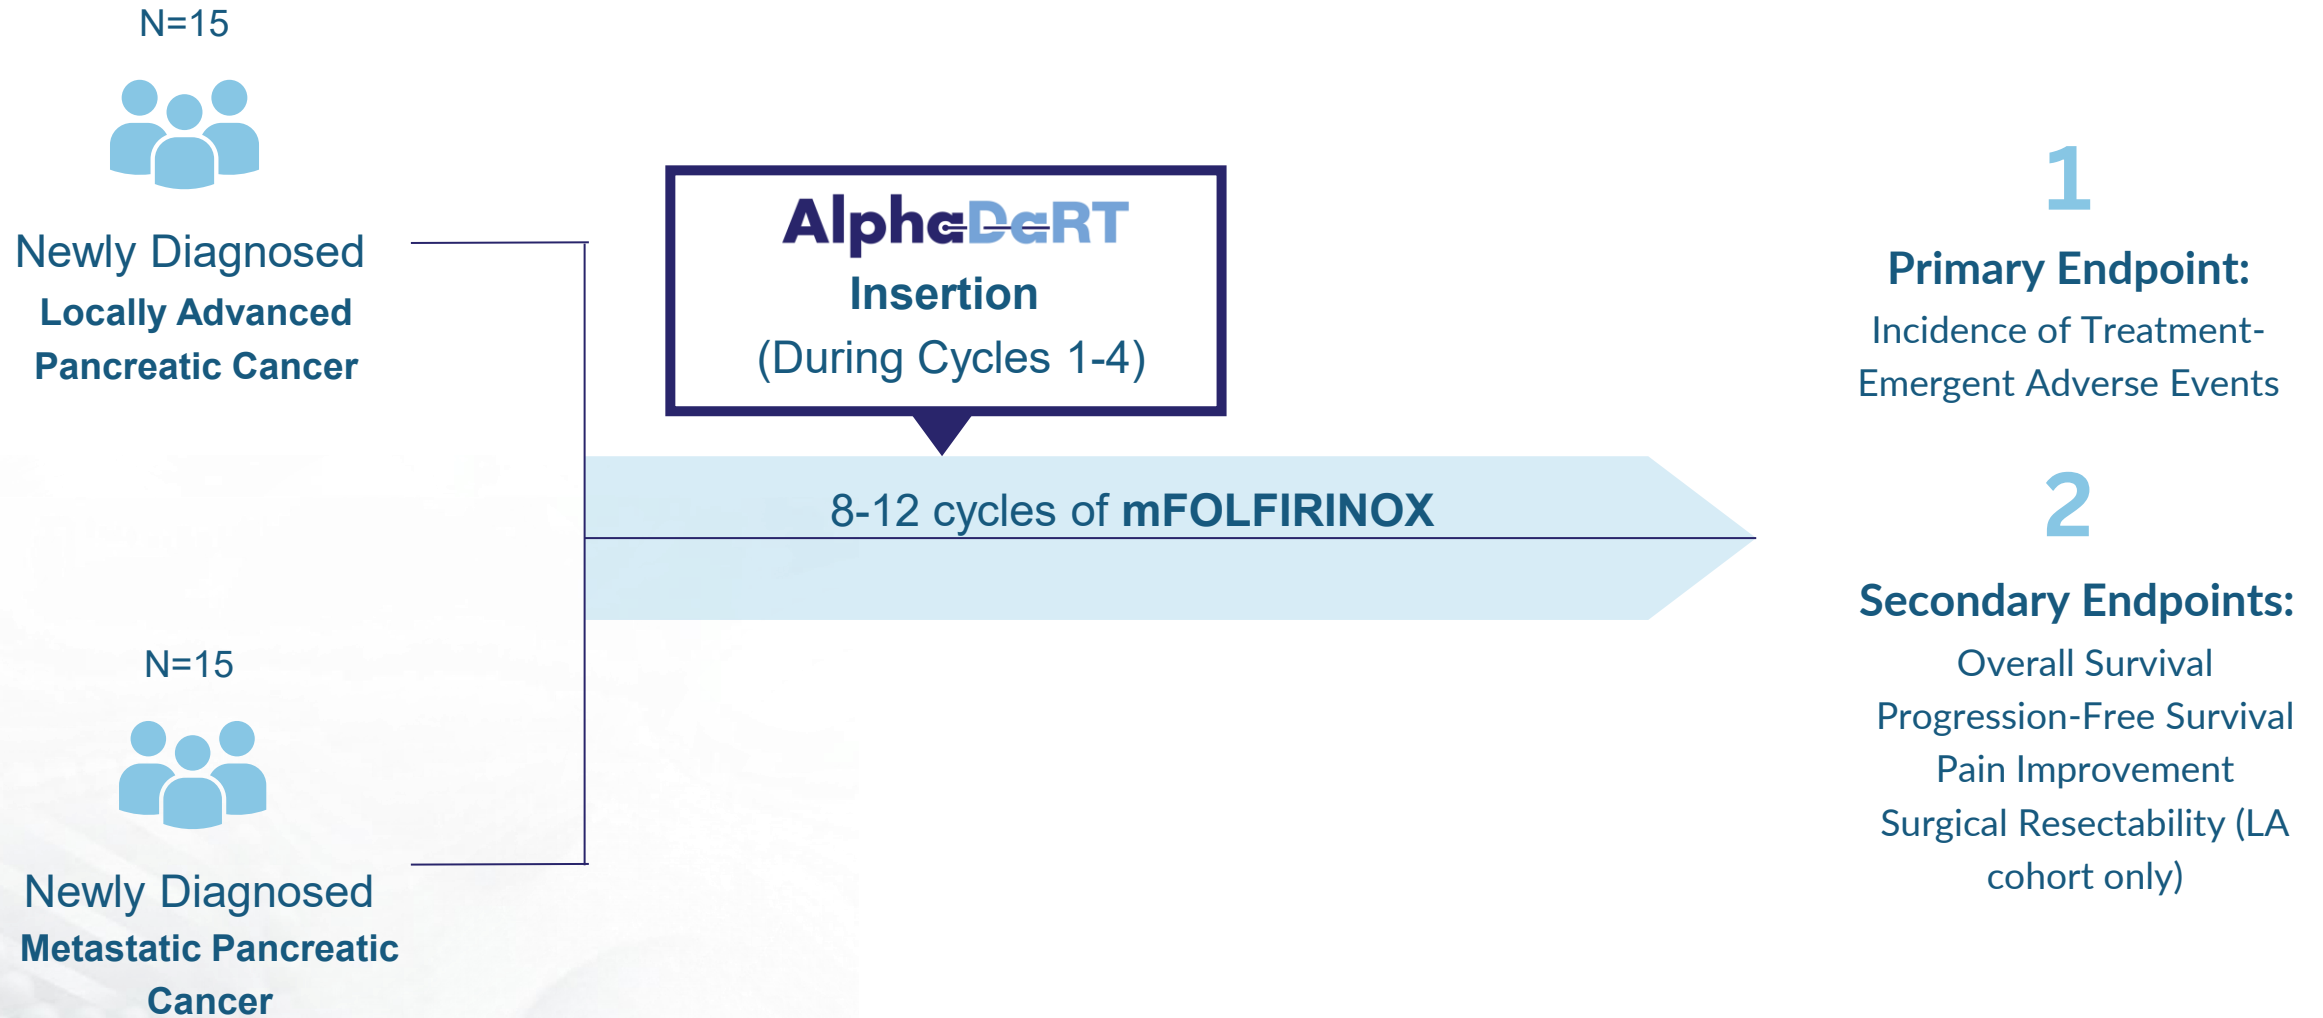 N=15
Newly Diagnosed
Locally Advanced
Pancreatic Cancer
N=15
Newly Diagnosed
Metastatic Pancreatic
Cancer
AlphaDaRT
Insertion
(During Cycles 1-4)
8-12 cycles of mFOLFIRINOX
1
Primary Endpoint:
Incidence of Treatment-
Emergent Adverse Events
2
Secondary Endpoints:
Overall Survival
Progression-Free Survival
Pain Improvement
Surgical Resectability (LA
cohort only)